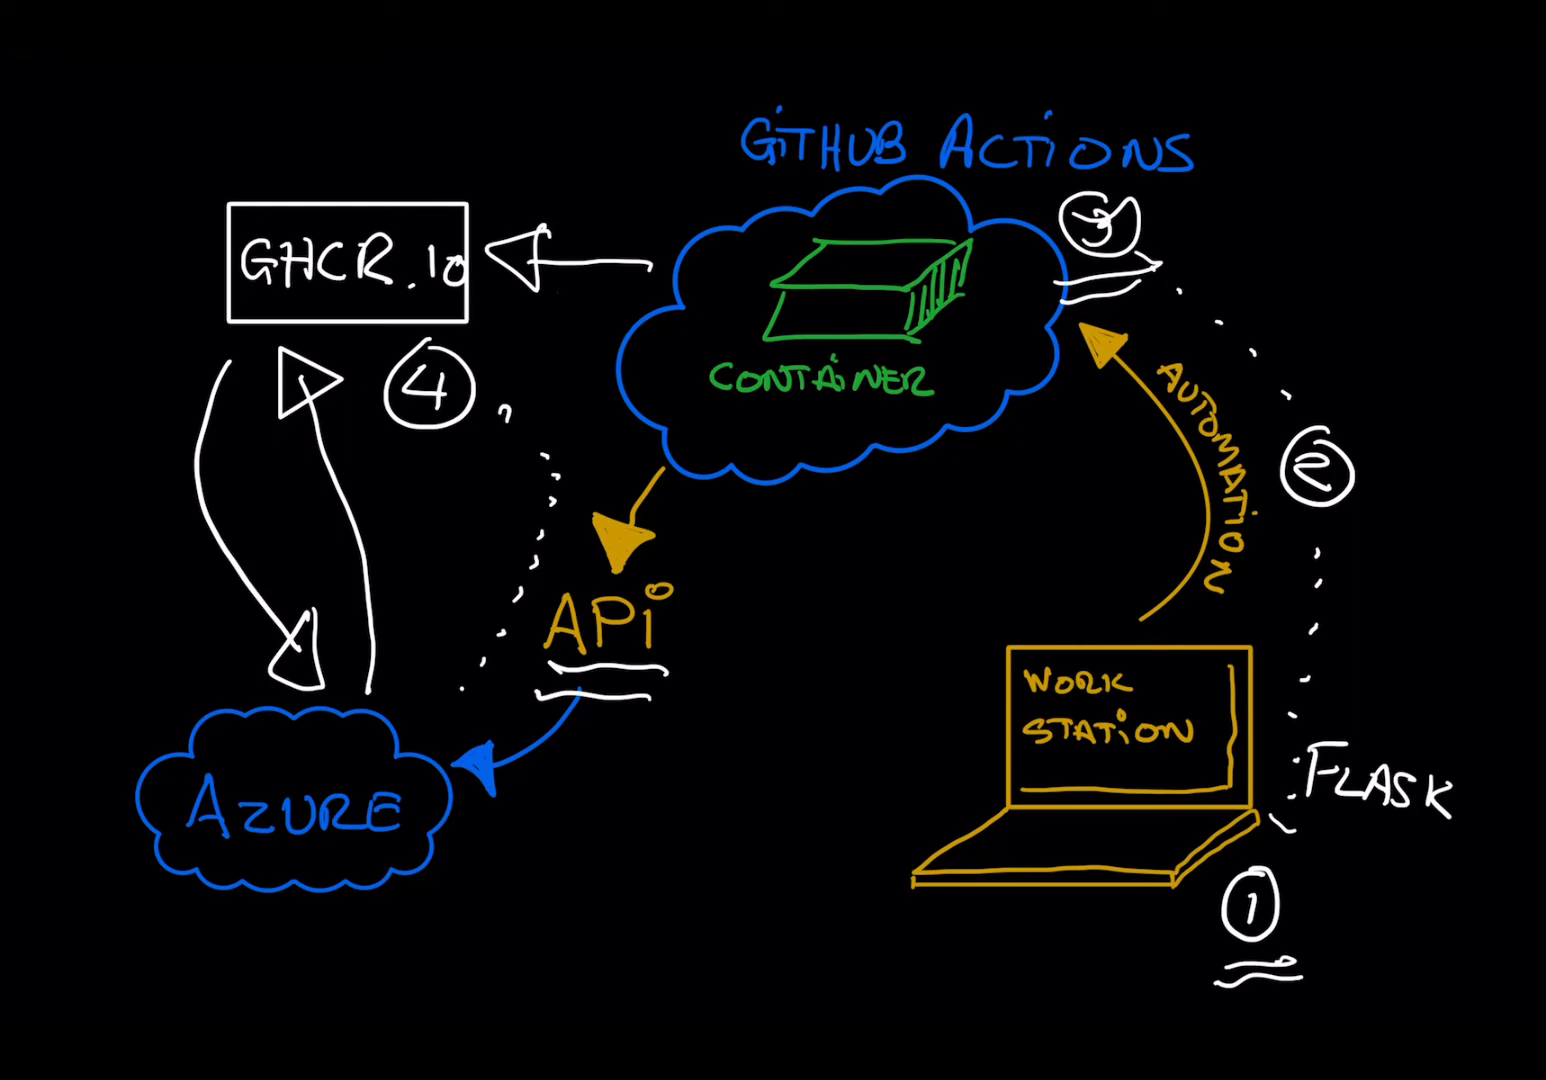 GiTHUB ACTiONS
3
GHCR.io
CONTAiNER
4
AUTOMATiON
2
APi
WORK
STATiON
FLASK
AZURE
1